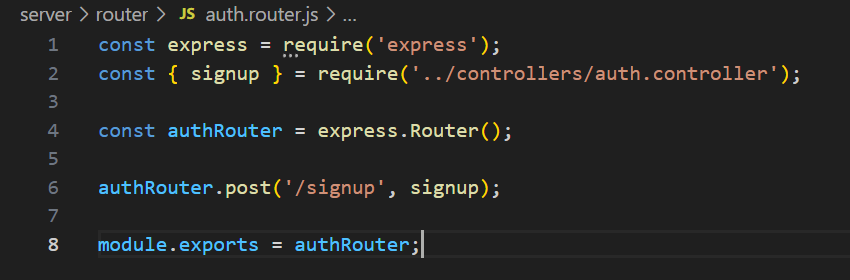 server > router > JS auth.router.js > ...
1 const express = require('express');
2 const { signup } = require('../controllers/auth.controller');
3
4 const authRouter = express.Router();
5
6 authRouter.post('/signup', signup);
7
8 module.exports = authRouter;